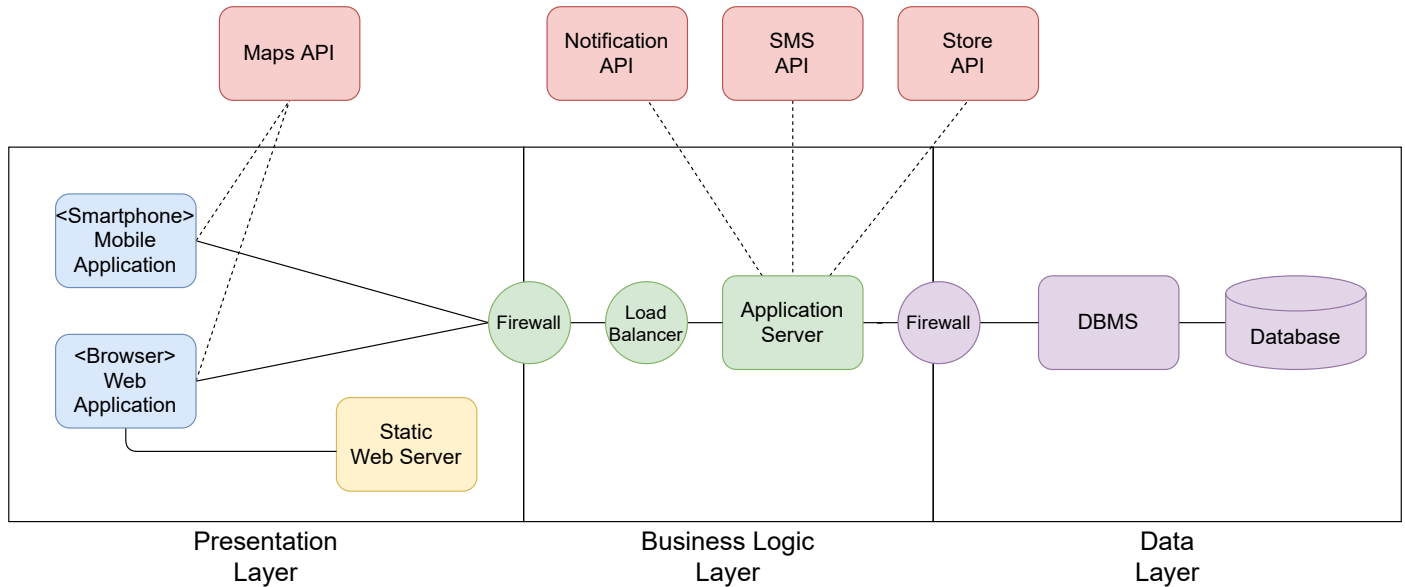 Maps API
Notification
API
SMS
API
Store
API
<Smartphone>
Mobile
Application
<Browser>
Web
Application
Static
Web Server
Firewall
Load
Balancer
Application
Server
Firewall
DBMS
Database
Presentation
Layer
Business Logic
Layer
Data
Layer